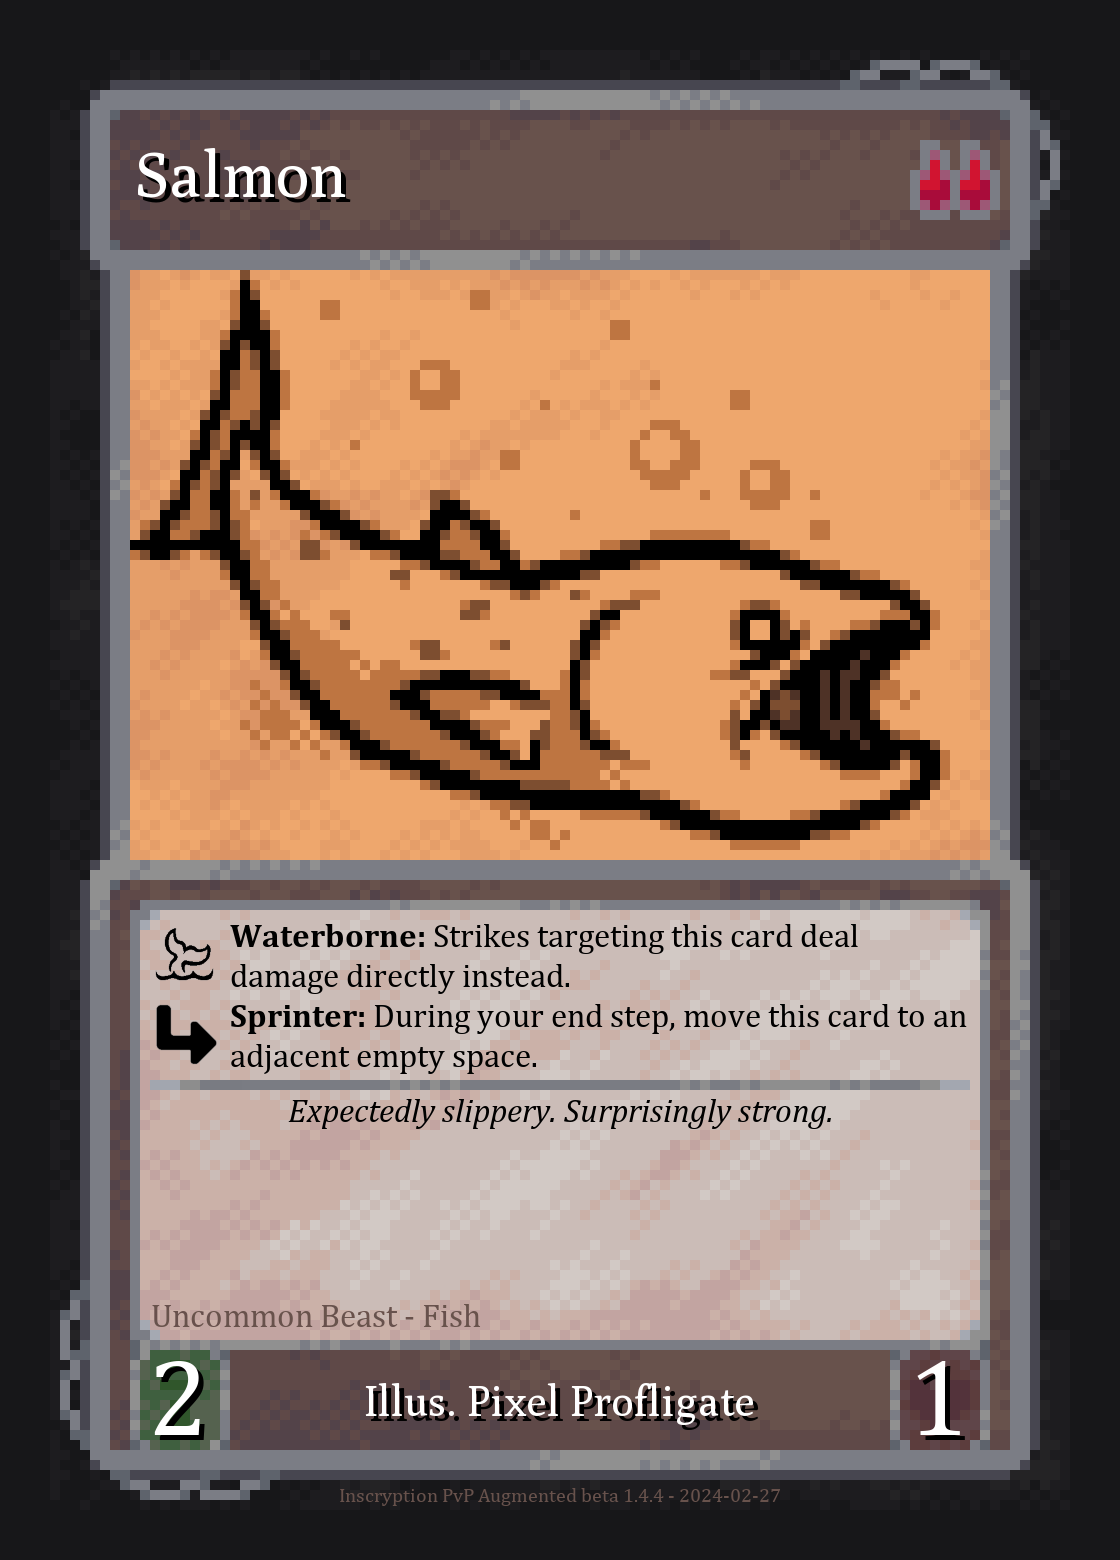 Salmon
Waterborne: Strikes targeting this card deal
damage directly instead.
Sprinter: During your end step, move this card to an
adjacent empty space.
Expectedly slippery. Surprisingly strong.
Uncommon Beast - Fish
2
Illus. Pixel Profligate
1
Inscryption PvP Augmented beta 1.4.4 - 2024-02-27